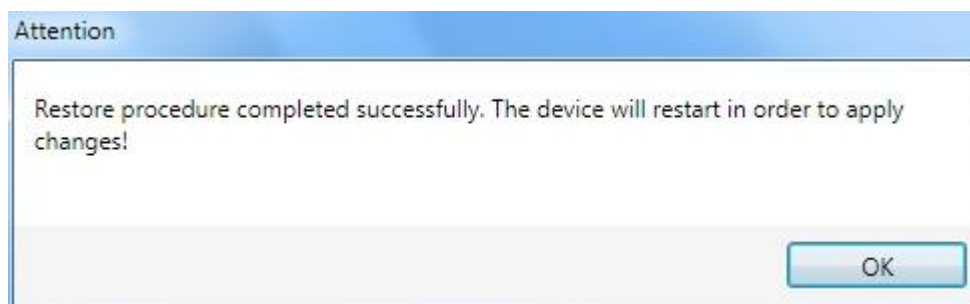 Attention
Restore procedure completed successfully. The device will restart in order to apply
changes!
OK